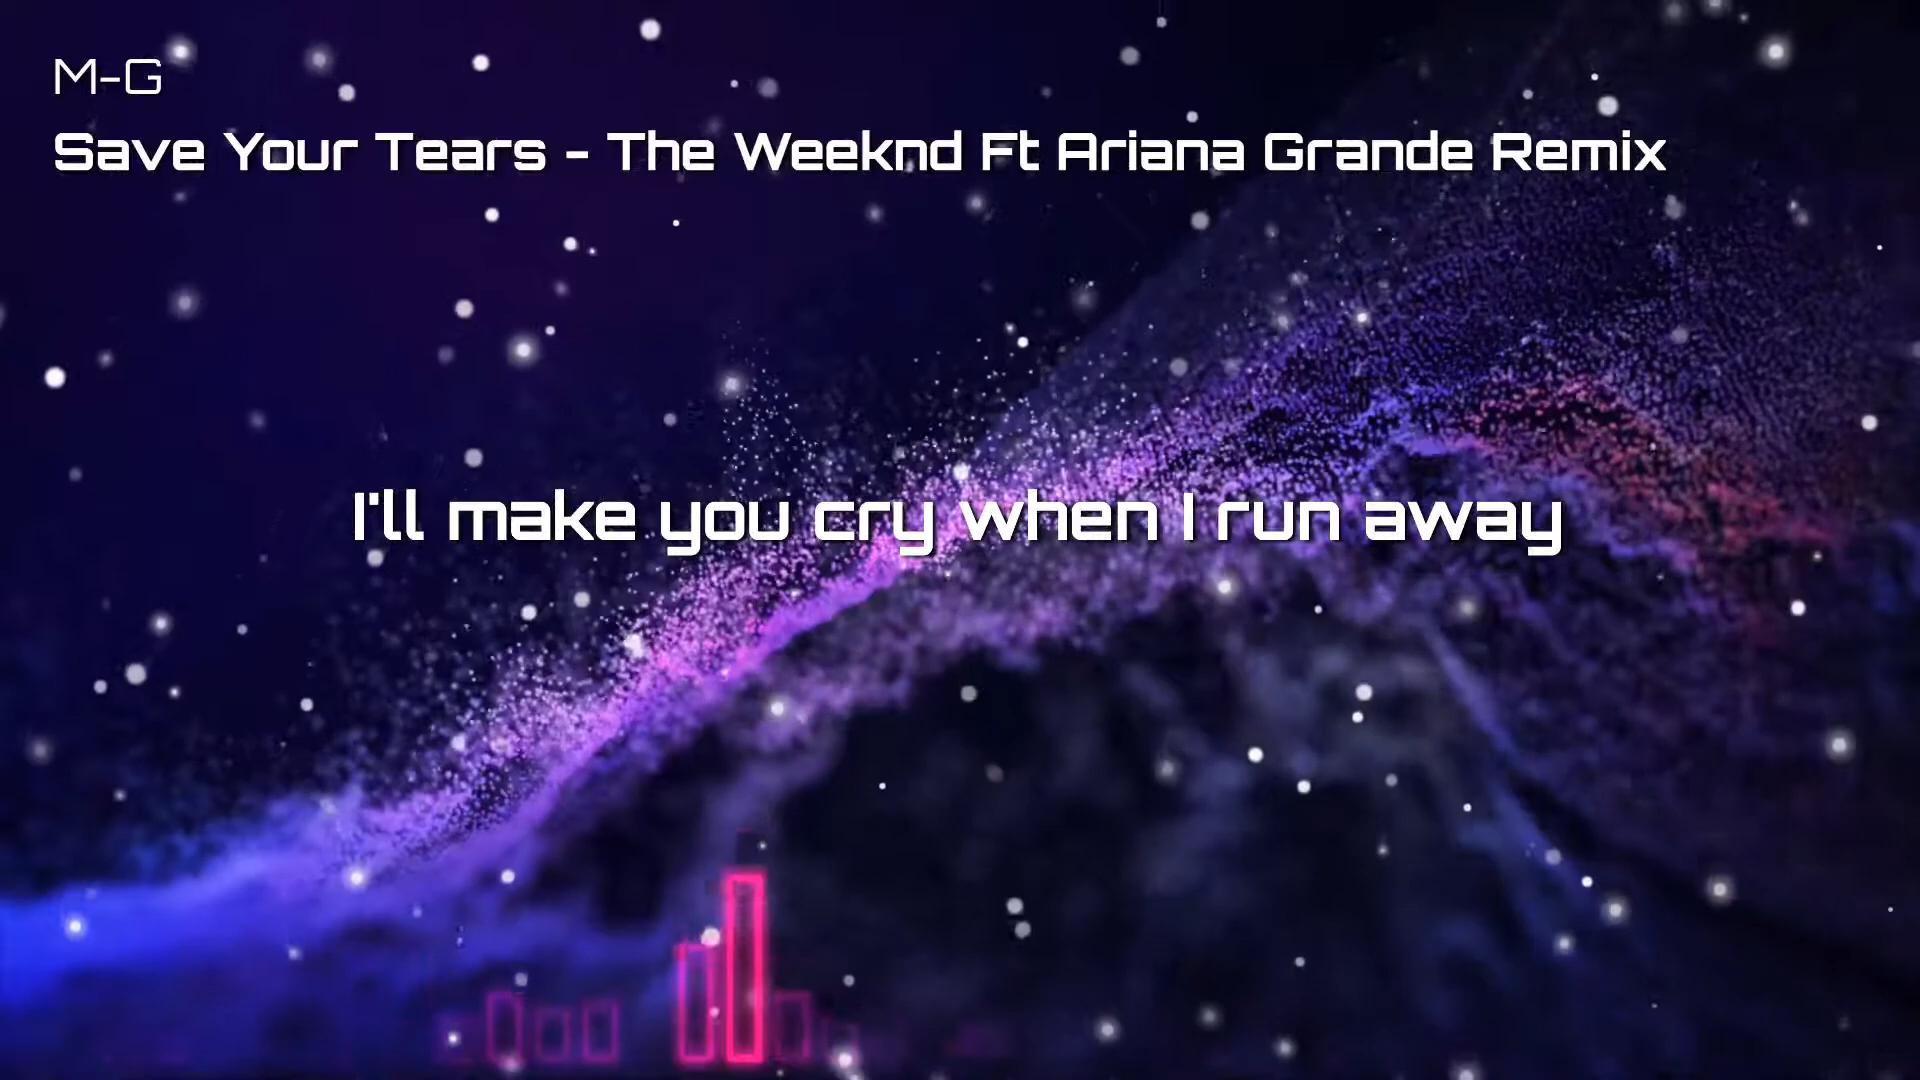 M-G
Save Your Tears - The Weeknd Ft Ariana Grande Remix
I'll make you cry when I run away